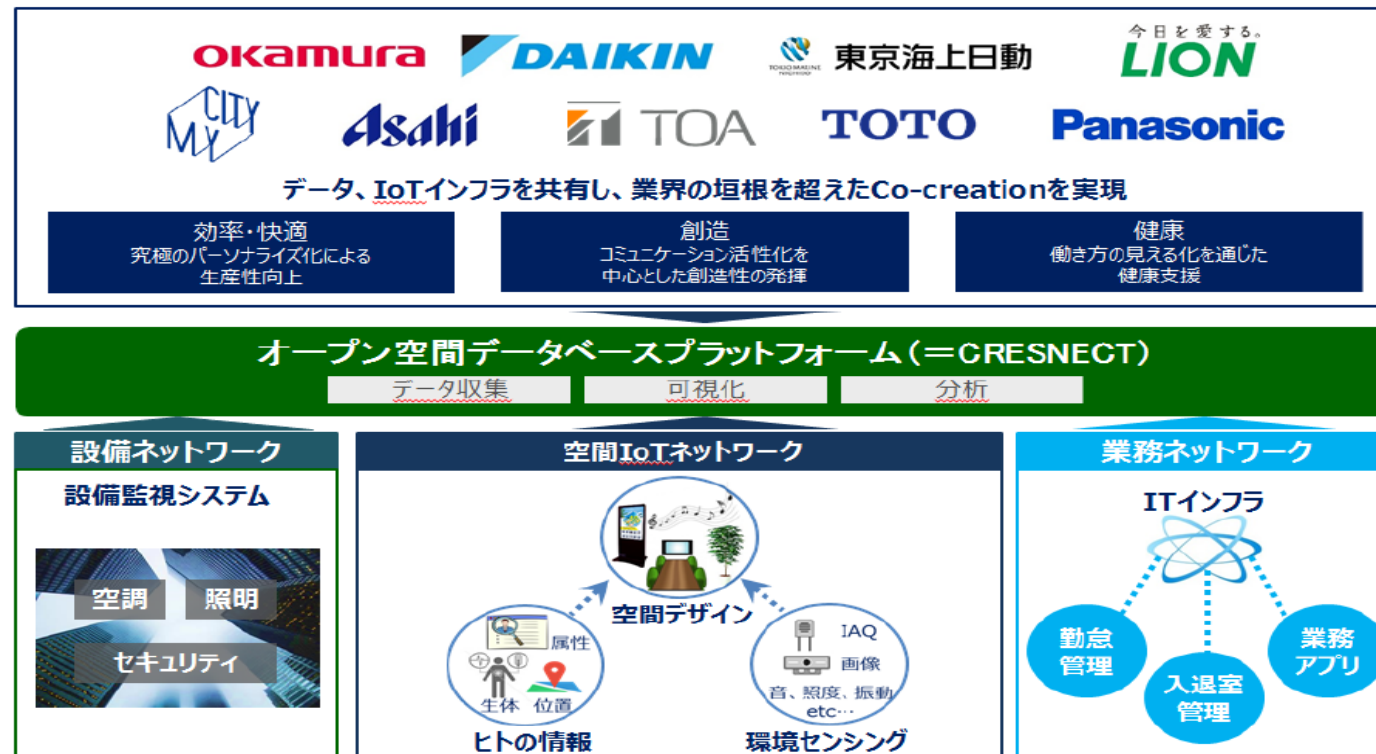 okamura
DAIKIN
TOKIO MARINE
NICHIDO
東京海上日動
今日を愛する。
LION
MY CITY
Asahi
TOA
TOTO
Panasonic
データ、IoTインフラを共有し、業界の垣根を超えたCo-creationを実現
効率・快適
究極のパーソナライズ化による
生産性向上
創造
コミュニケーション活性化を
中心とした創造性の発揮
健康
働き方の見える化を通じた
健康支援
オープン空間データベースプラットフォーム(=CRESNECT)
データ収集
可視化
分析
設備ネットワーク
設備監視システム
空調
照明
セキュリティ
空間IoTネットワーク
空間デザイン
属性
生体
位置
ヒトの情報
IAQ
画像
音、照度、振動
etc…
環境センシング
業務ネットワーク
ITインフラ
勤怠
管理
入退室
管理
業務
アプリ